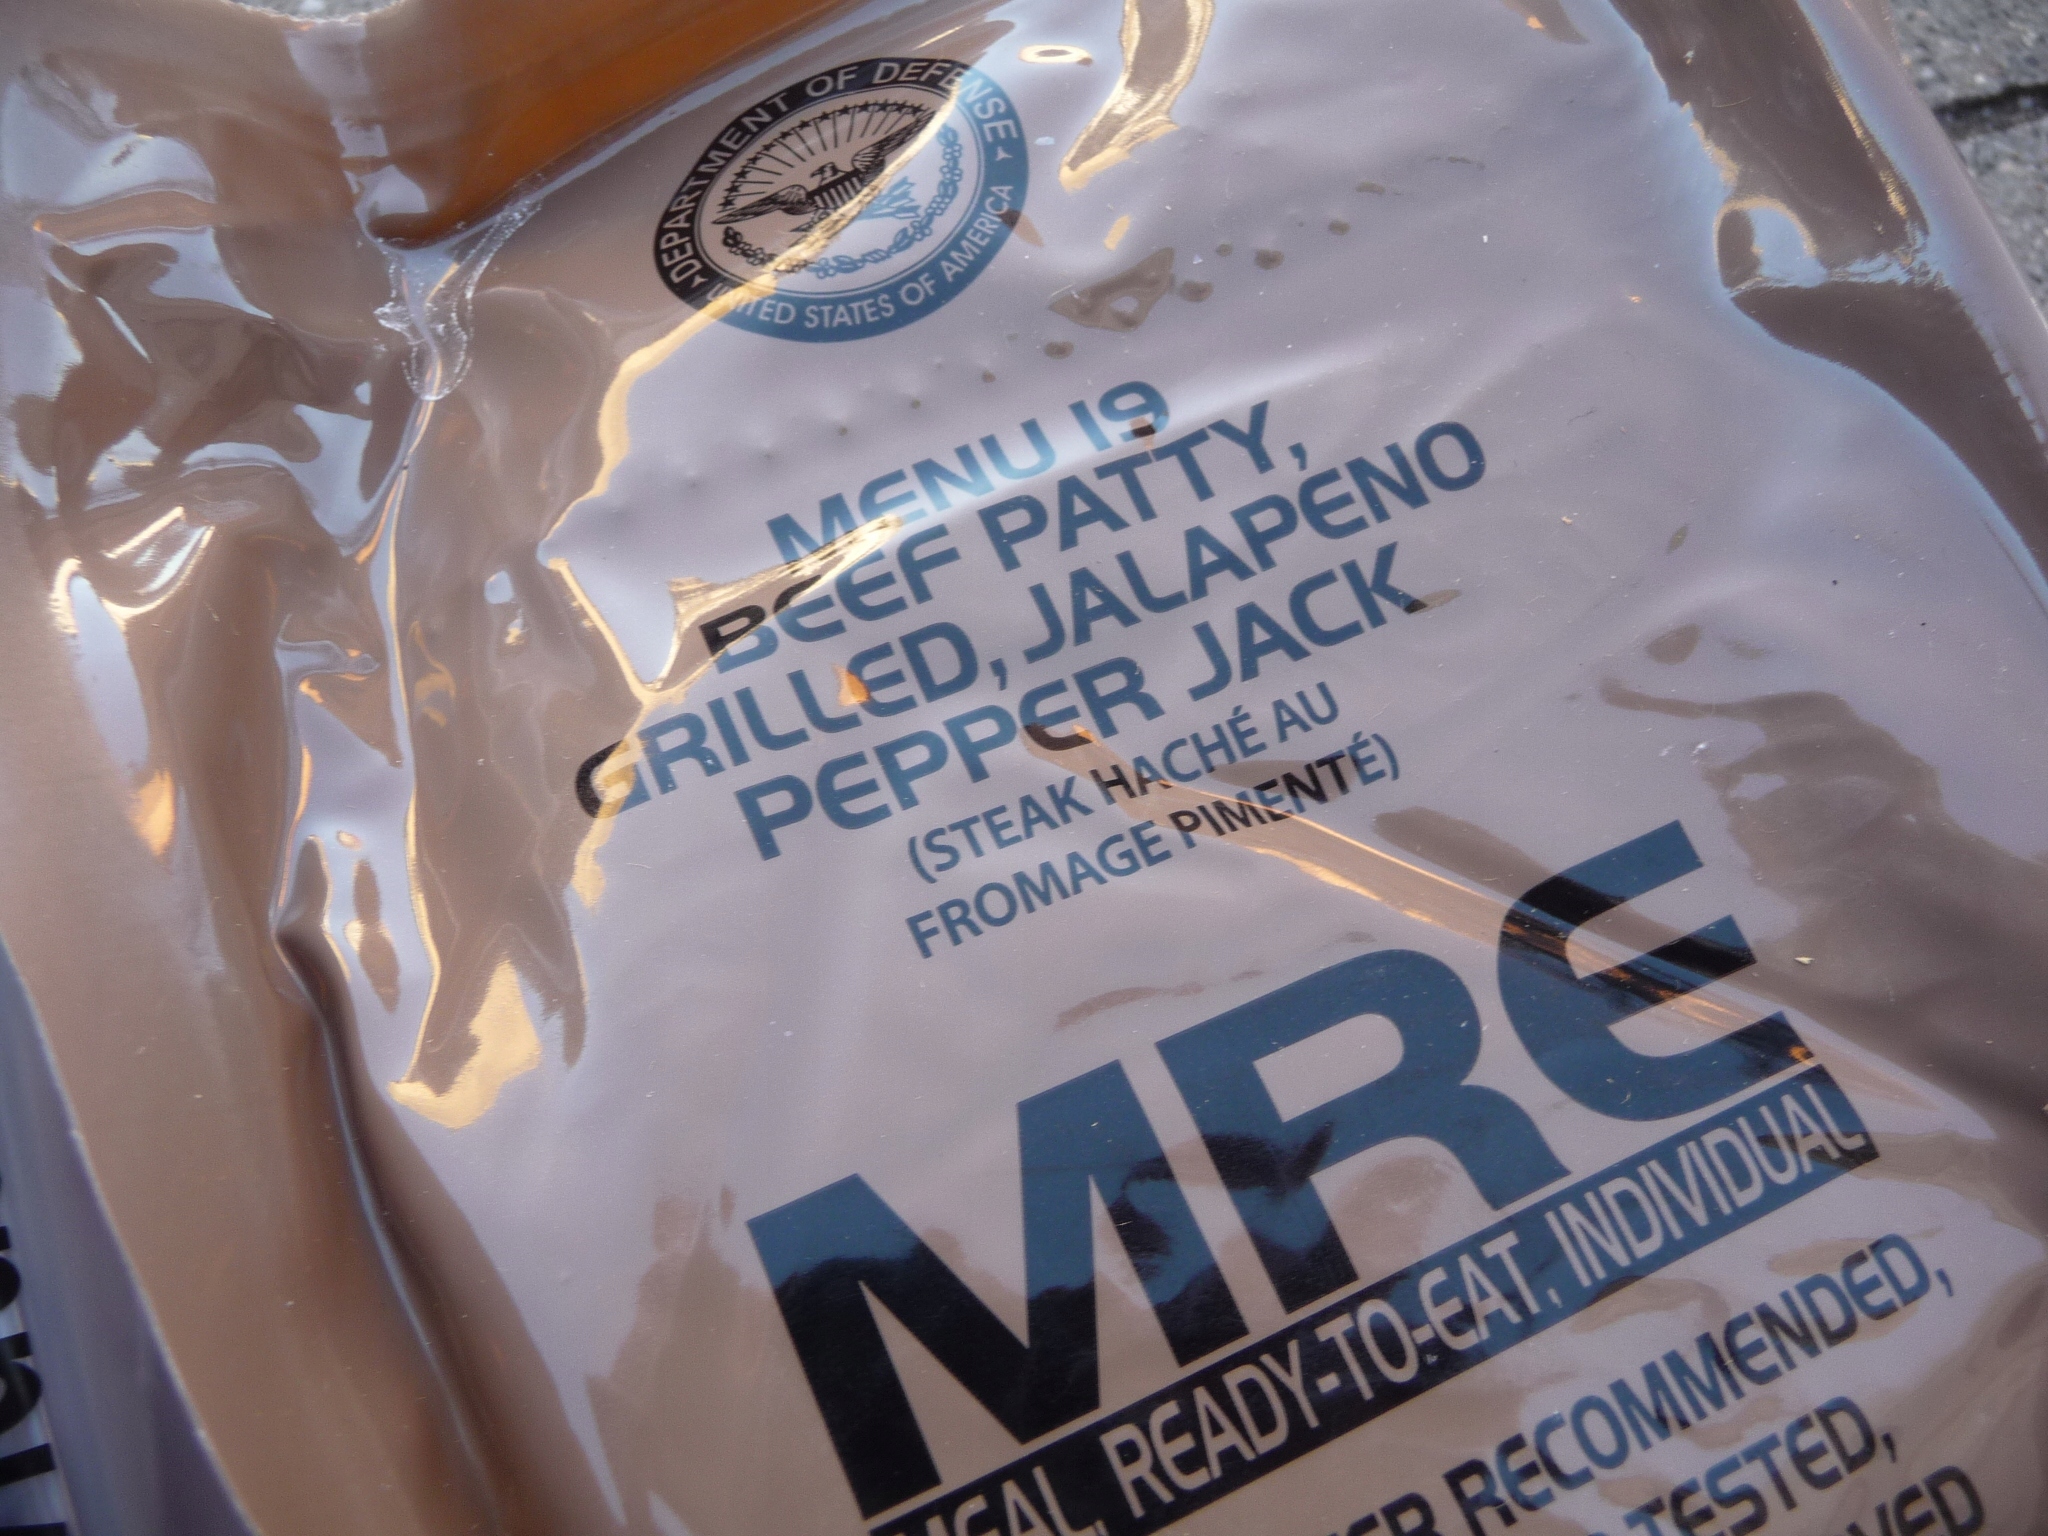 DEPARTMENT OF DEFENSE
UNITED STATES OF AMERICA
MENU 19
BEEF PATTY,
GRILLED, JALAPENO
PEPPER JACK
(STEAK HACHÉ AU
FROMAGE PIMENTÉ)
MRE
MEAL, READY-TO-EAT, INDIVIDUAL
RECOMMENDED,
TESTED,